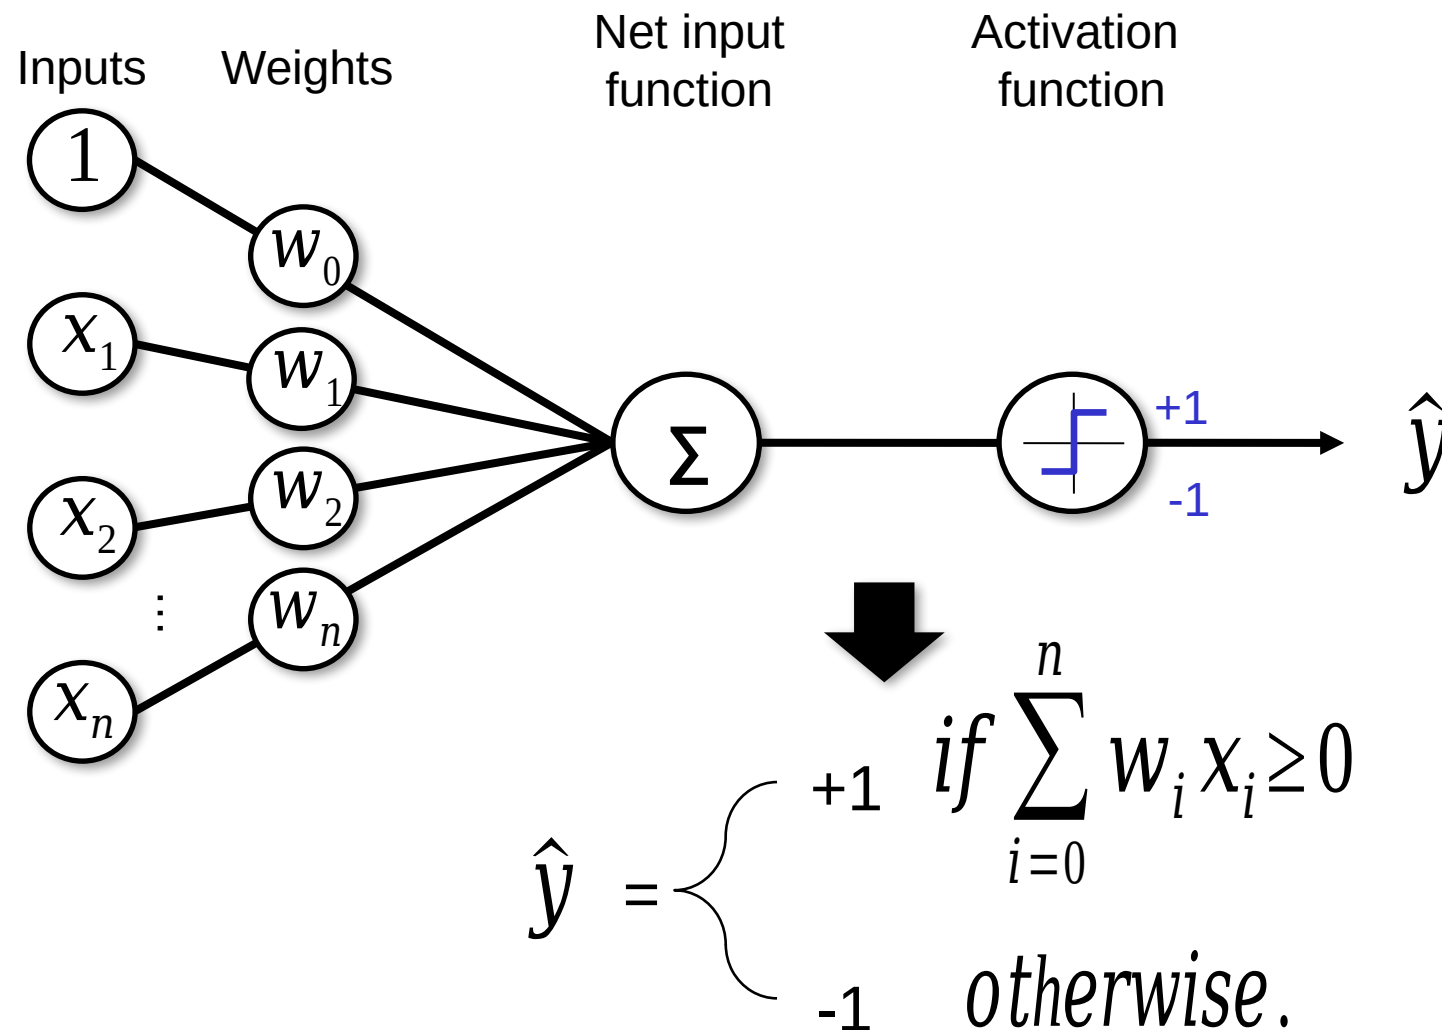 Inputs
Weights
Net input
function
Activation
function
1
w₀
x₁
w₁
x₂
w₂
⋮
wₙ
xₙ
Σ
+1
-1
ŷ
ŷ =
+1 if ∑ᵢ₌₀ⁿ wᵢ xᵢ ≥ 0
-1 otherwise.